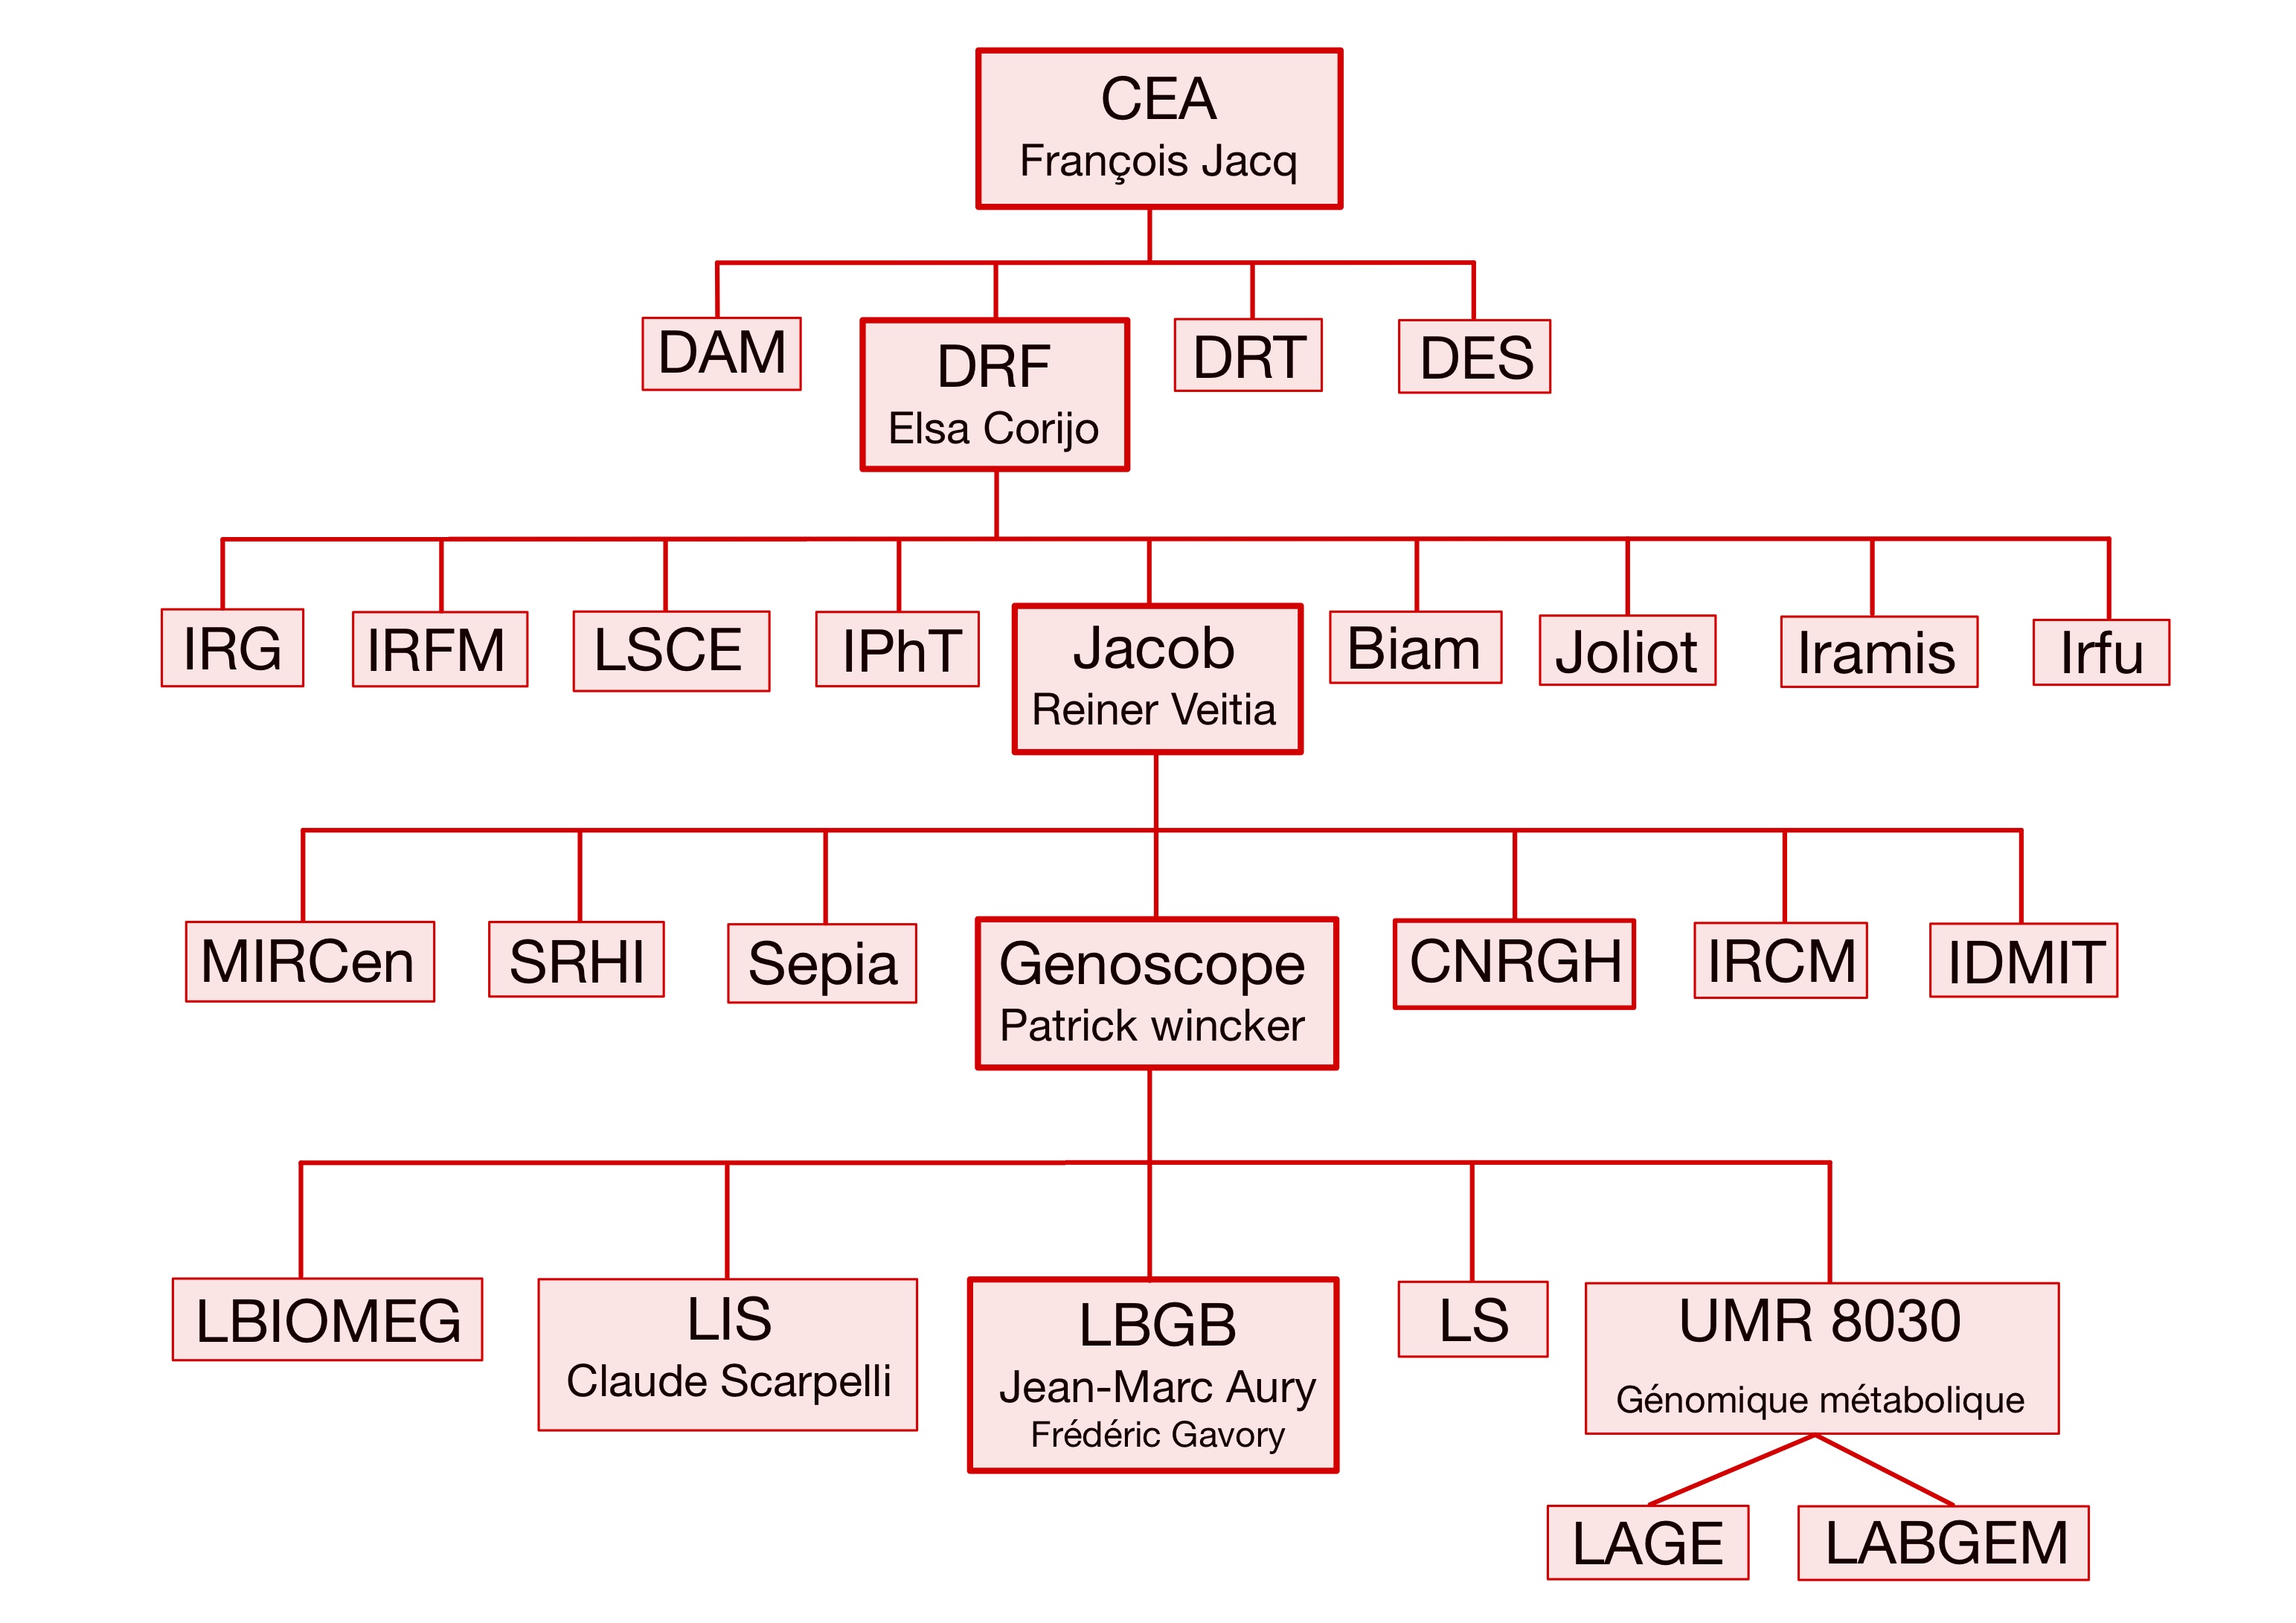 CEA
François Jacq
DAM
DRF
Elsa Corijo
DRT
DES
IRG
IRFM
LSCE
IPhT
Jacob
Reiner Veitia
Biam
Joliot
Iramis
Irfu
MIRCen
SRHI
Sepia
Genoscope
Patrick wincker
CNRGH
IRCM
IDMIT
LBIOMEG
LIS
Claude Scarpelli
LBGB
Jean-Marc Aury
Frédéric Gavory
LS
UMR 8030
Génomique métabolique
LAGE
LABGEM